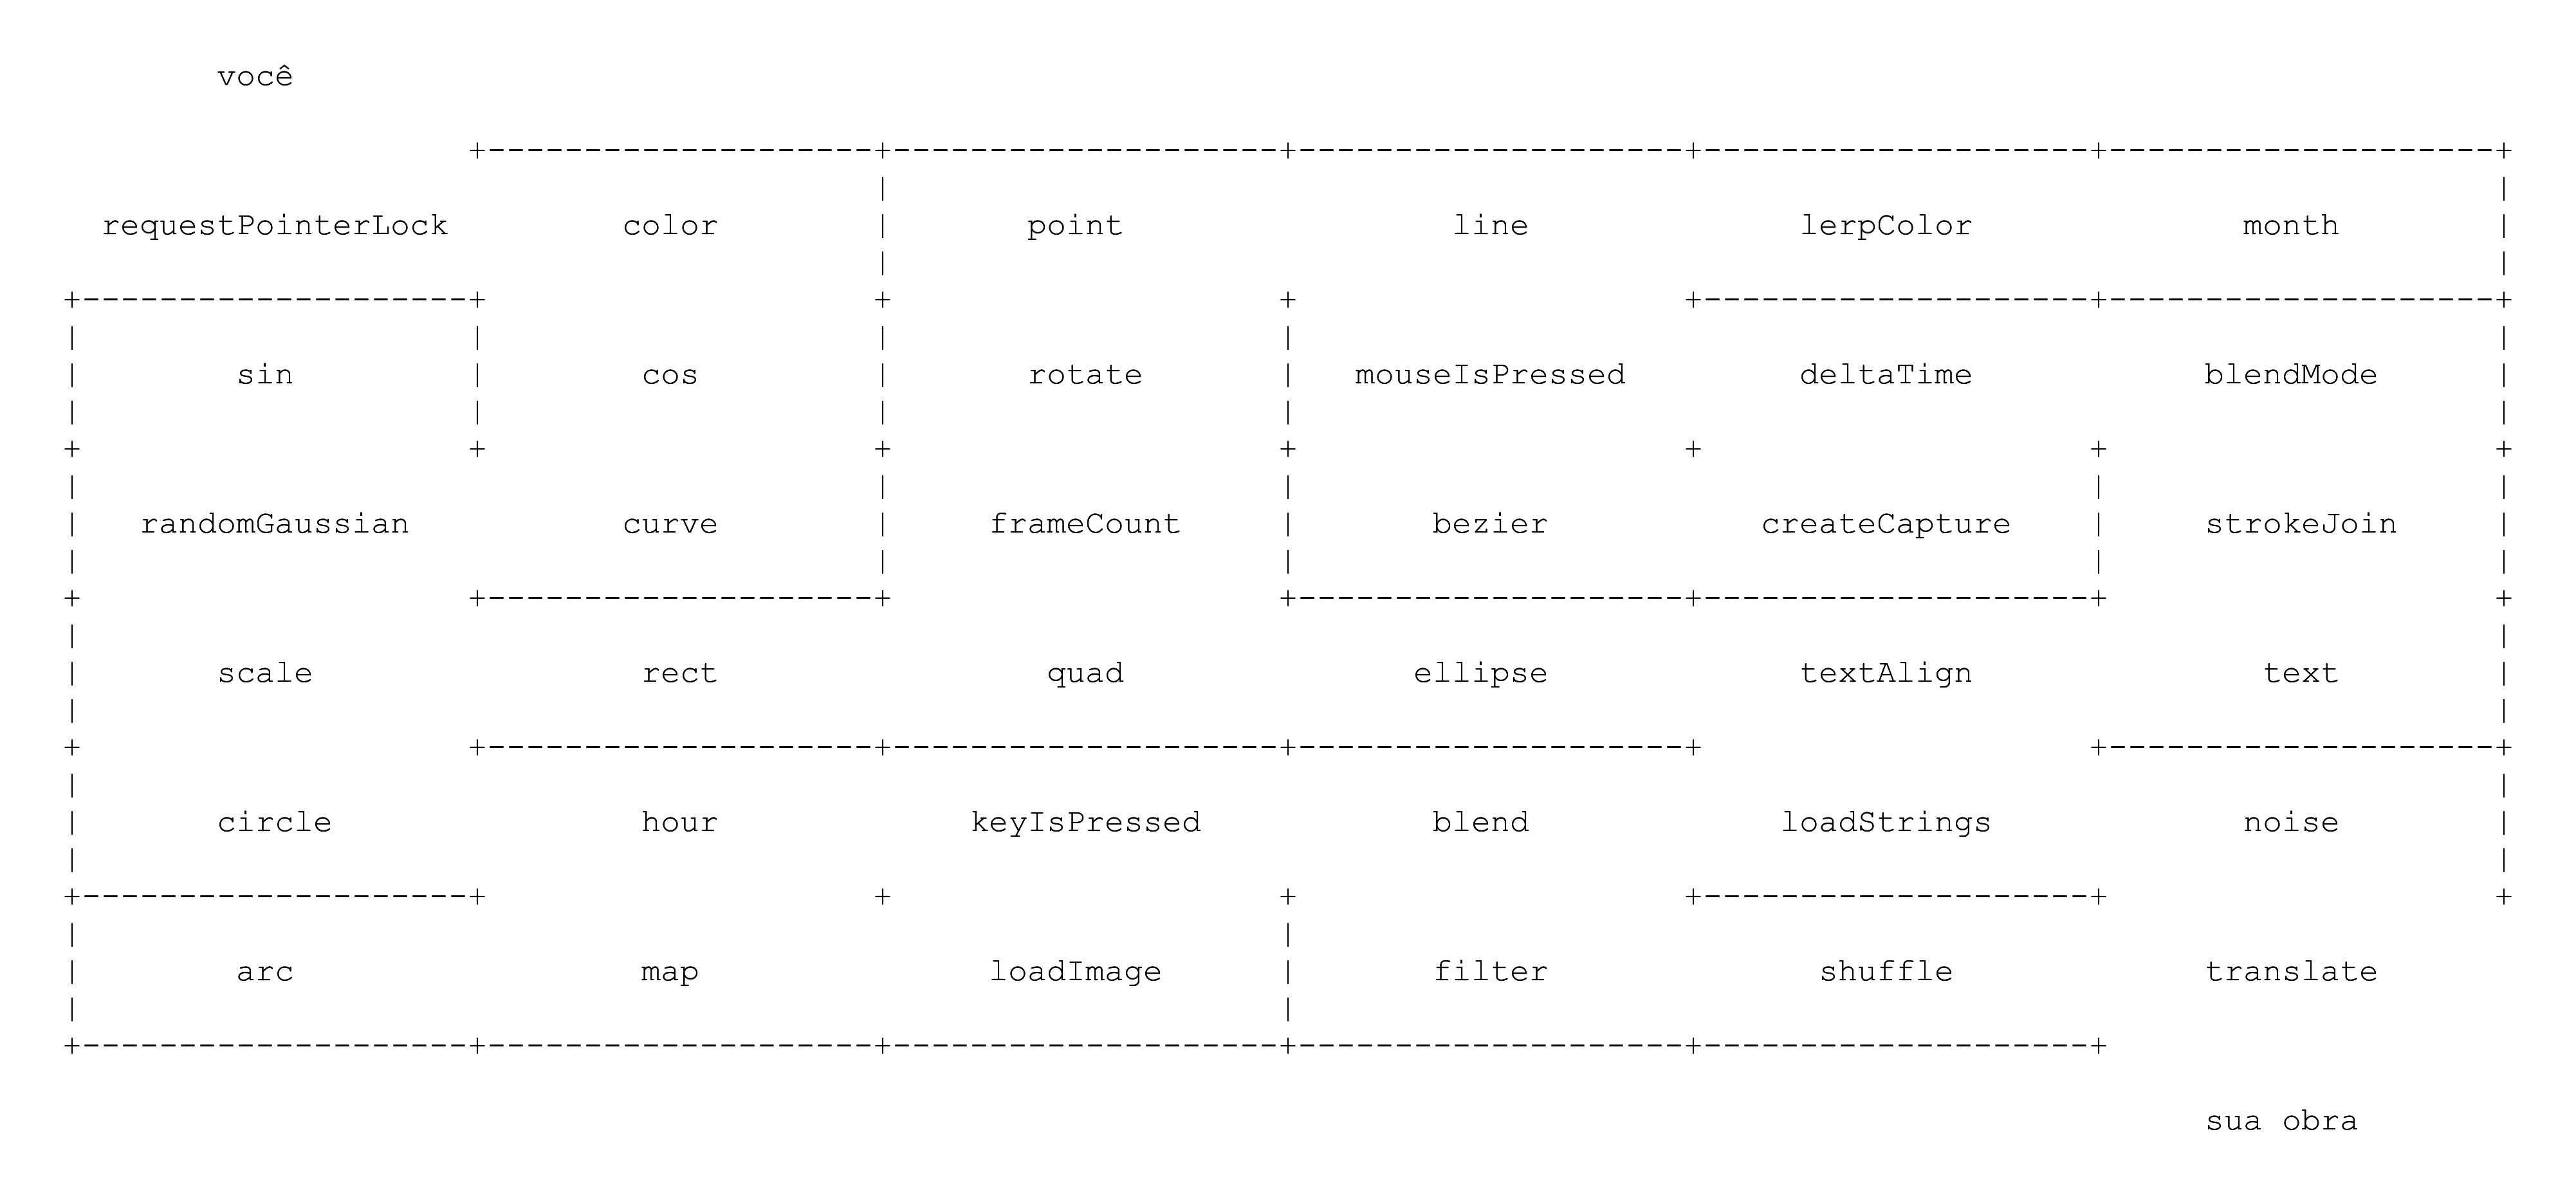 você
requestPointerLock color point line lerpColor month
sin cos rotate mouseIsPressed deltaTime blendMode
randomGaussian curve frameCount bezier createCapture strokeJoin
scale rect quad ellipse textAlign text
circle hour keyIsPressed blend loadStrings noise
arc map loadImage filter shuffle translate
sua obra